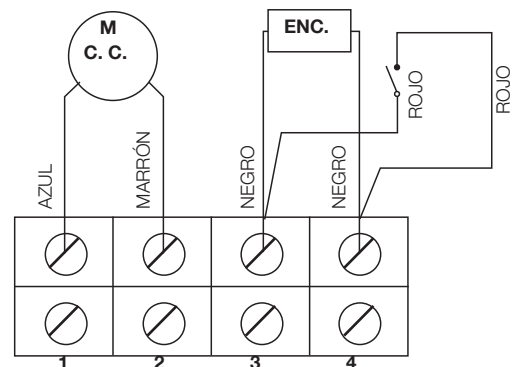 M
C. C.
ENC.
AZUL
MARRÓN
NEGRO
NEGRO
ROJO
ROJO
1 2 3 4